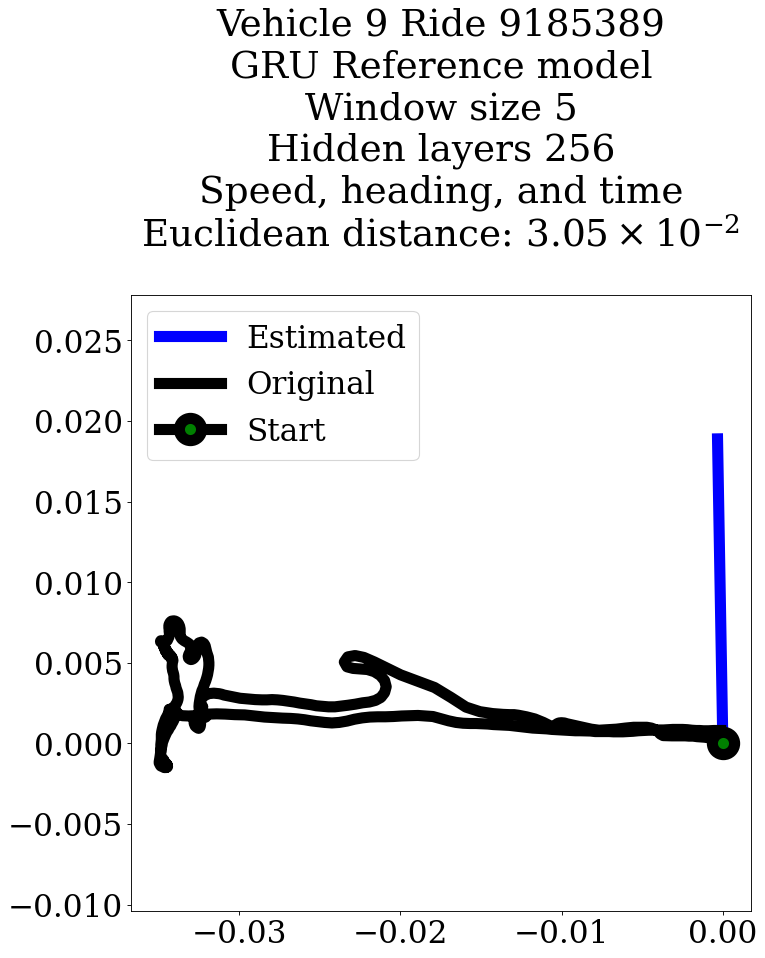 Vehicle 9 Ride 9185389
GRU Reference model
Window size 5
Hidden layers 256
Speed, heading, and time
Euclidean distance: 3.05 × 10⁻²
Estimated
Original
Start
0.025
0.020
0.015
0.010
0.005
0.000
−0.005
−0.010
−0.03 −0.02 −0.01 0.00